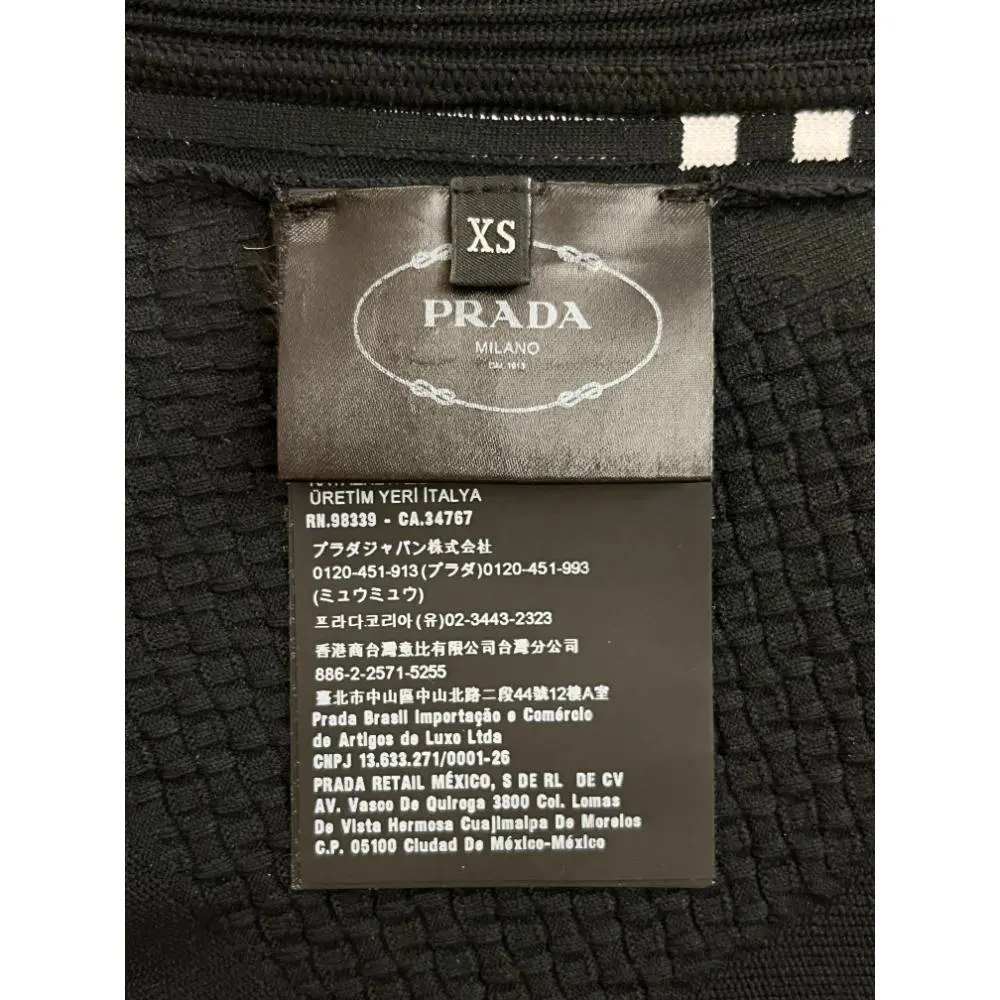 XS
PRADA
MILANO
DAL 1913
ÜRETİM YERİ İTALYA
RN.98339 - CA.34767
プラダジャパン株式会社
0120-451-913(プラダ)0120-451-993
(ミュウミュウ)
프라다코리아(유)02-3443-2323
香港商台灣意比有限公司台灣分公司
886-2-2571-5255
臺北市中山區中山北路二段44號12樓A室
Prada Brasil Importação e Comércio
de Artigos de Luxo Ltda
CNPJ 13.633.271/0001-26
PRADA RETAIL MÉXICO, S DE RL DE CV
AV. Vasco De Quiroga 3800 Col. Lomas
De Vista Hermosa Cuajimalpa De Morelos
C.P. 05100 Ciudad De México-México